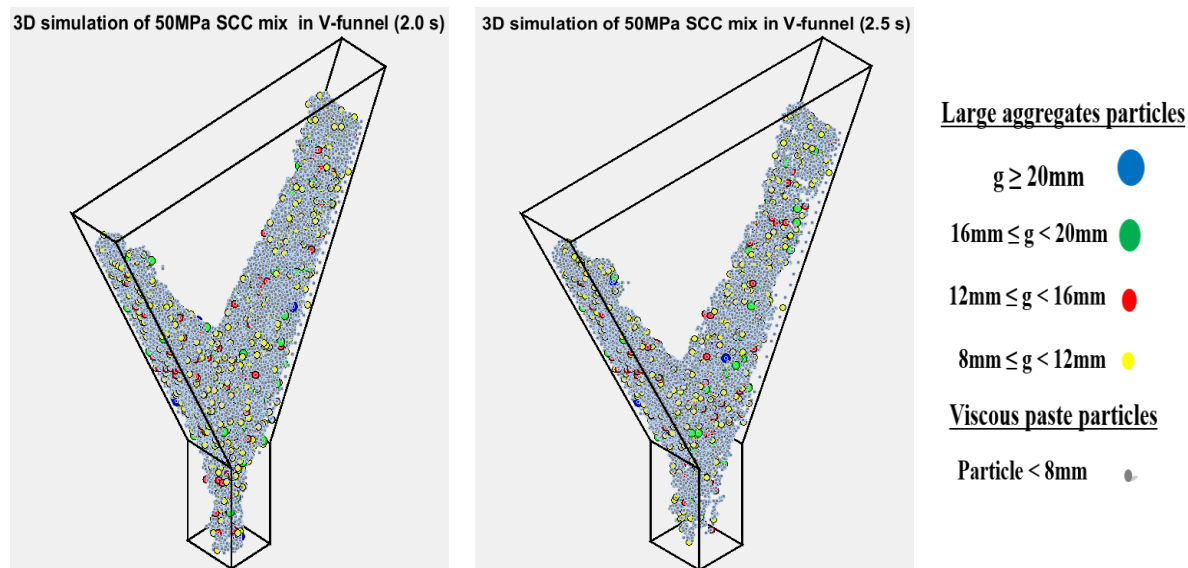 3D simulation of 50MPa SCC mix in V-funnel (2.0 s)
3D simulation of 50MPa SCC mix in V-funnel (2.5 s)
Large aggregates particles
g ≥ 20mm
16mm ≤ g < 20mm
12mm ≤ g < 16mm
8mm ≤ g < 12mm
Viscous paste particles
Particle < 8mm